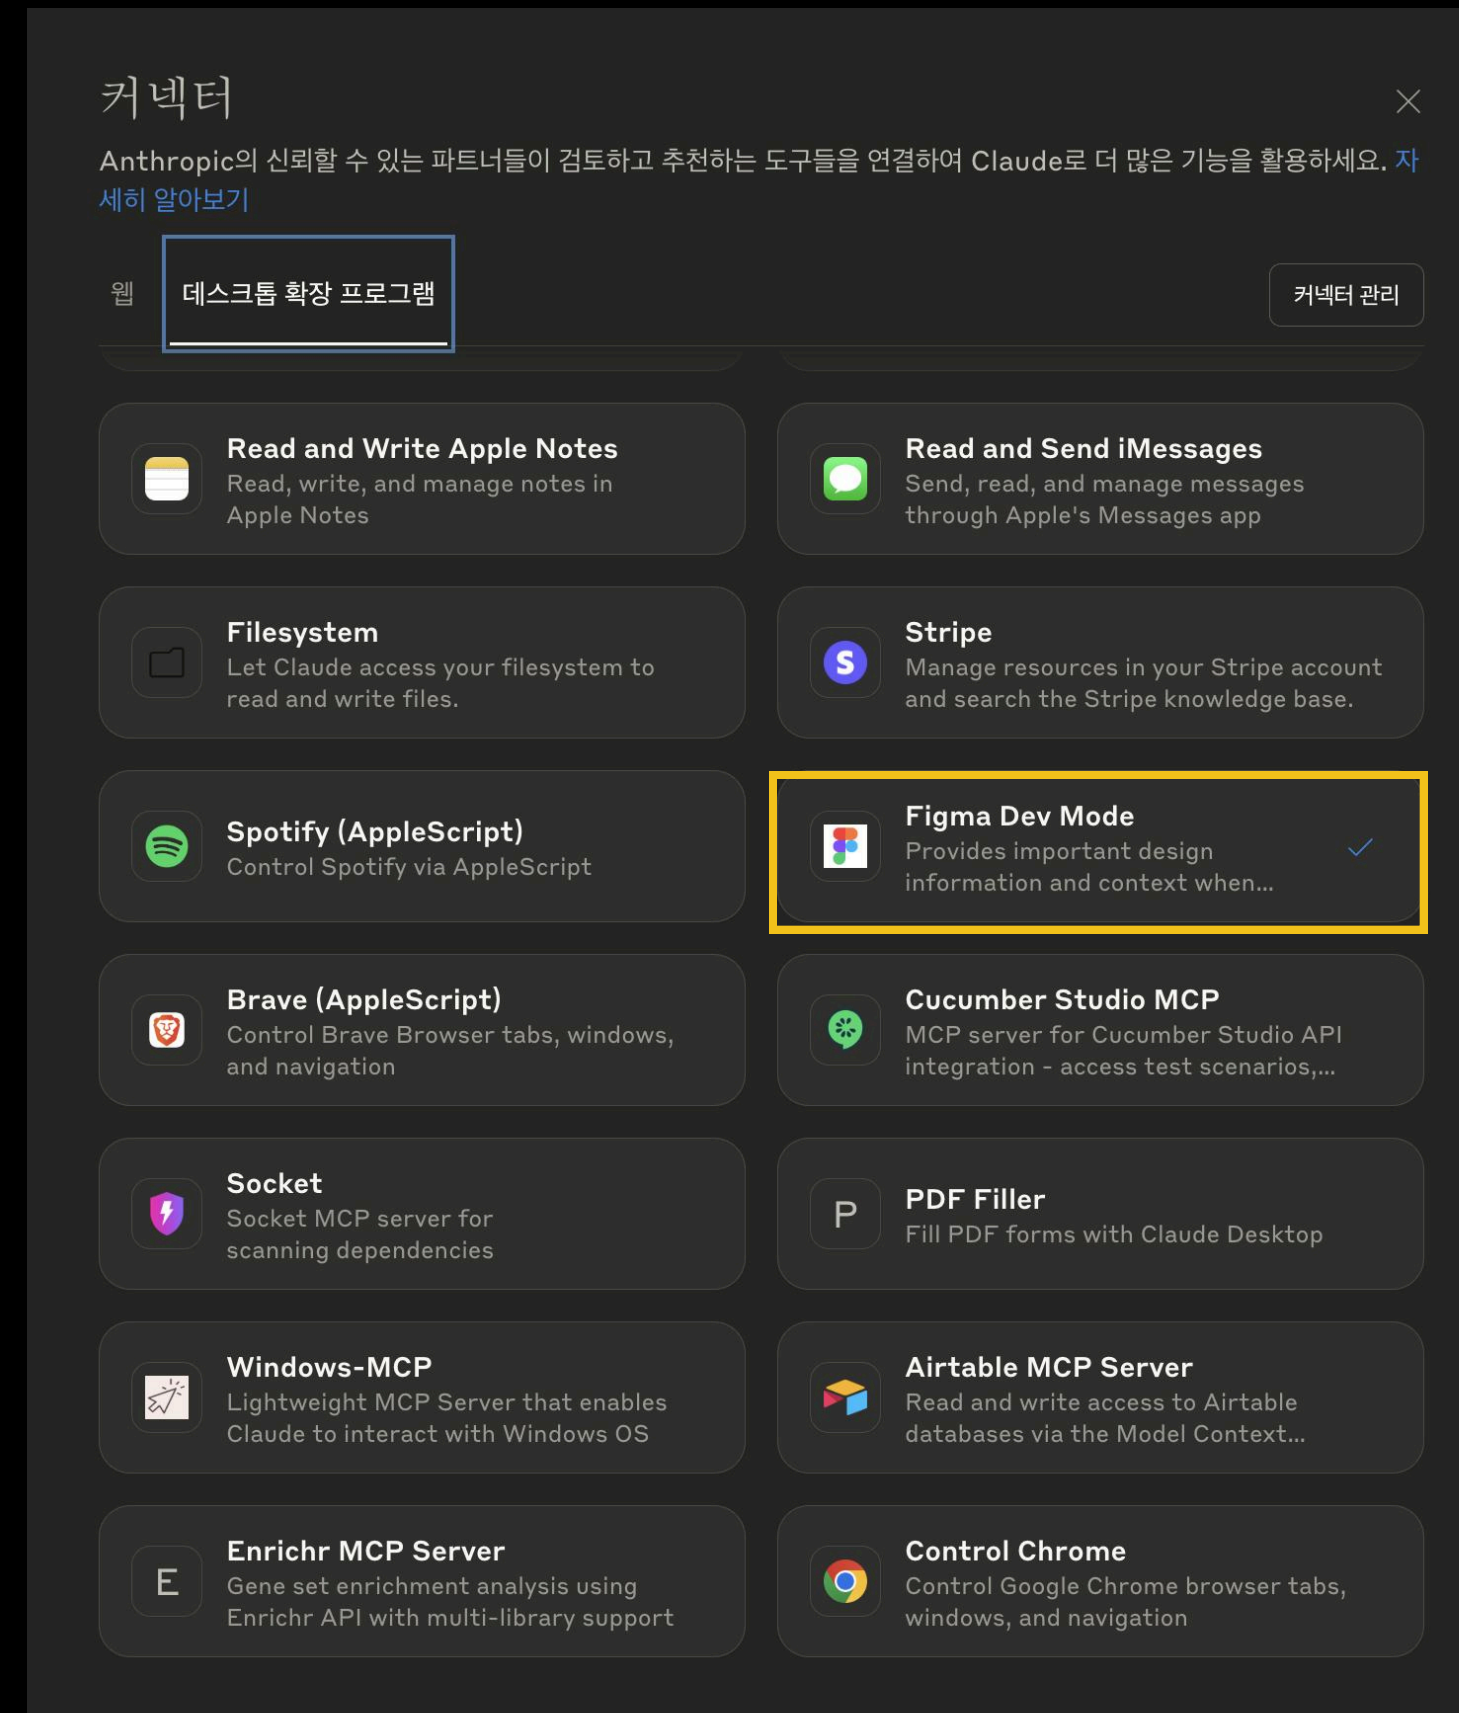 커넥터
Anthropic의 신뢰할 수 있는 파트너들이 검토하고 추천하는 도구들을 연결하여 Claude로 더 많은 기능을 활용하세요. 자
세히 알아보기
웹
데스크톱 확장 프로그램
커넥터 관리
Read and Write Apple Notes
Read, write, and manage notes in
Apple Notes
Read and Send iMessages
Send, read, and manage messages
through Apple's Messages app
Filesystem
Let Claude access your filesystem to
read and write files.
Stripe
Manage resources in your Stripe account
and search the Stripe knowledge base.
Spotify (AppleScript)
Control Spotify via AppleScript
Figma Dev Mode
Provides important design
information and context when...
Brave (AppleScript)
Control Brave Browser tabs, windows,
and navigation
Cucumber Studio MCP
MCP server for Cucumber Studio API
integration - access test scenarios,...
Socket
Socket MCP server for
scanning dependencies
P
PDF Filler
Fill PDF forms with Claude Desktop
Windows-MCP
Lightweight MCP Server that enables
Claude to interact with Windows OS
Airtable MCP Server
Read and write access to Airtable
databases via the Model Context...
E
Enrichr MCP Server
Gene set enrichment analysis using
Enrichr API with multi-library support
Control Chrome
Control Google Chrome browser tabs,
windows, and navigation